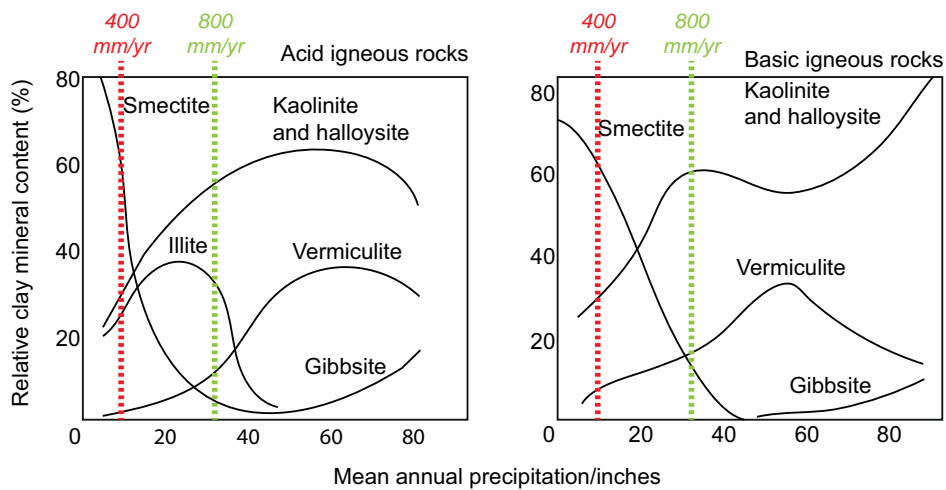 400
mm/yr
800
mm/yr
Acid igneous rocks
Relative clay mineral content (%)
80
60
40
20
0
20
40
60
80
Smectite
Kaolinite
and halloysite
Illite
Vermiculite
Gibbsite
400
mm/yr
800
mm/yr
Basic igneous rocks
80
60
40
20
0
0
20
40
60
80
Smectite
Kaolinite
and halloysite
Vermiculite
Gibbsite
Mean annual precipitation/inches